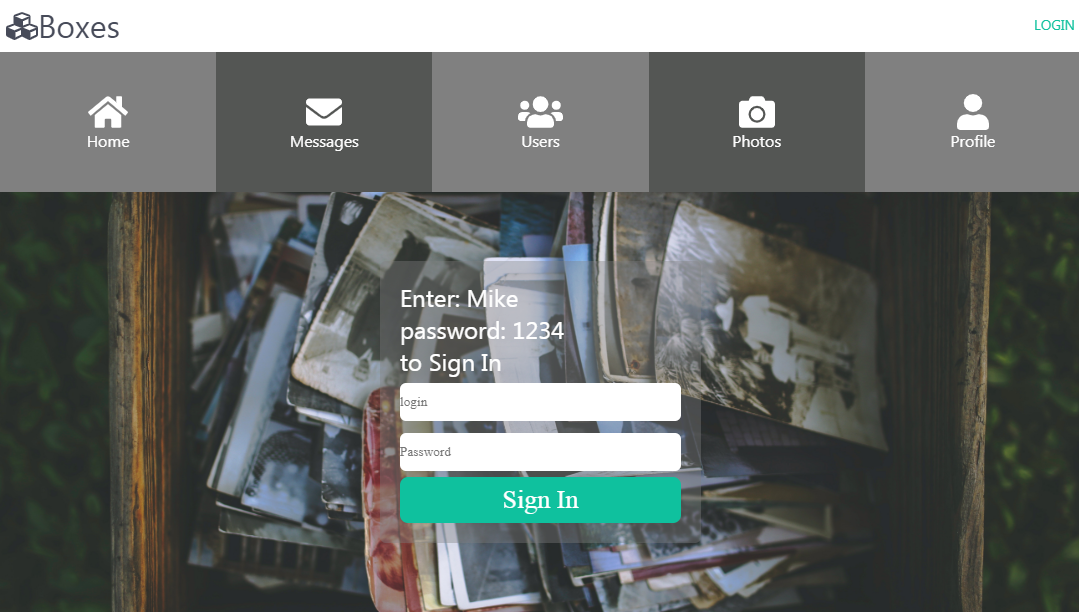 Boxes
LOGIN
Home
Messages
Users
Photos
Profile
Enter: Mike
password: 1234
to Sign In
login
Password
Sign In